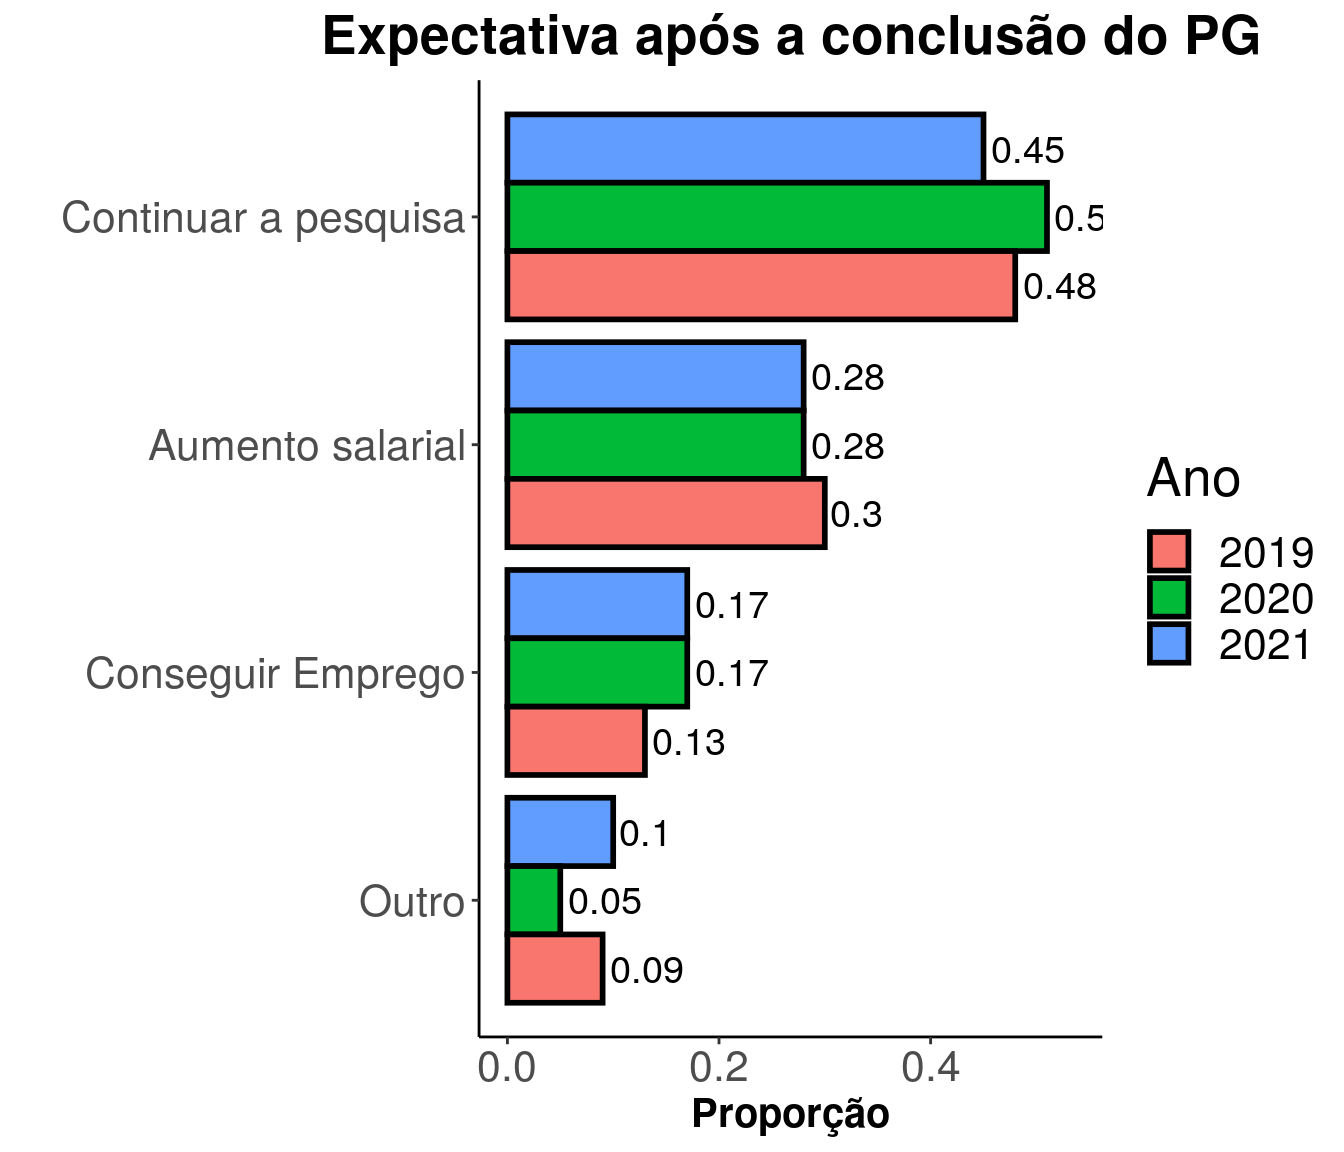 Expectativa após a conclusão do PG
Continuar a pesquisa
0.45
0.5
0.48
Aumento salarial
0.28
0.28
0.3
Conseguir Emprego
0.17
0.17
0.13
Outro
0.1
0.05
0.09
0.0 0.2 0.4
Proporção
Ano
2019
2020
2021